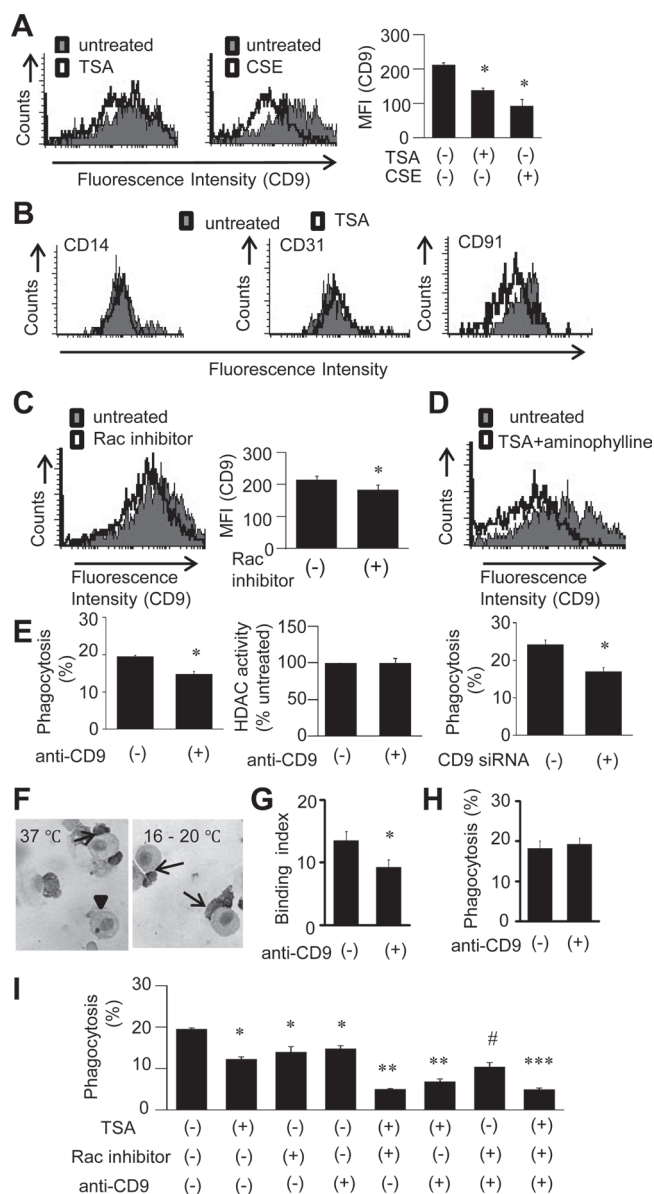 A
untreated
TSA
untreated
CSE
Counts
Fluorescence Intensity (CD9)
MFI (CD9)
300
200
100
0
*
*
TSA (-) (+) (-)
CSE (-) (-) (+)
B
untreated
TSA
CD14
CD31
CD91
Counts
Counts
Counts
Fluorescence Intensity
C
untreated
Rac inhibitor
Counts
Fluorescence
Intensity (CD9)
MFI (CD9)
300
200
100
0
*
Rac
inhibitor
(-) (+)
D
untreated
TSA+aminophylline
Counts
Fluorescence
Intensity (CD9)
E
Phagocytosis
(%)
30
20
10
0
*
anti-CD9 (-) (+)
HDAC activity
(% untreated)
150
100
50
0
anti-CD9 (-) (+)
Phagocytosis
(%)
30
20
10
0
*
CD9 siRNA (-) (+)
F
37 ℃
16 - 20 ℃
G
Binding index
20
10
0
*
anti-CD9 (-) (+)
H
Phagocytosis (%)
30
20
10
0
anti-CD9 (-) (+)
I
Phagocytosis
(%)
30
20
10
0
* * * ** ** # ***
TSA (-) (+) (-) (-) (+) (+) (-) (+)
Rac inhibitor (-) (-) (+) (-) (+) (-) (+) (+)
anti-CD9 (-) (-) (-) (+) (-) (+) (+) (+)